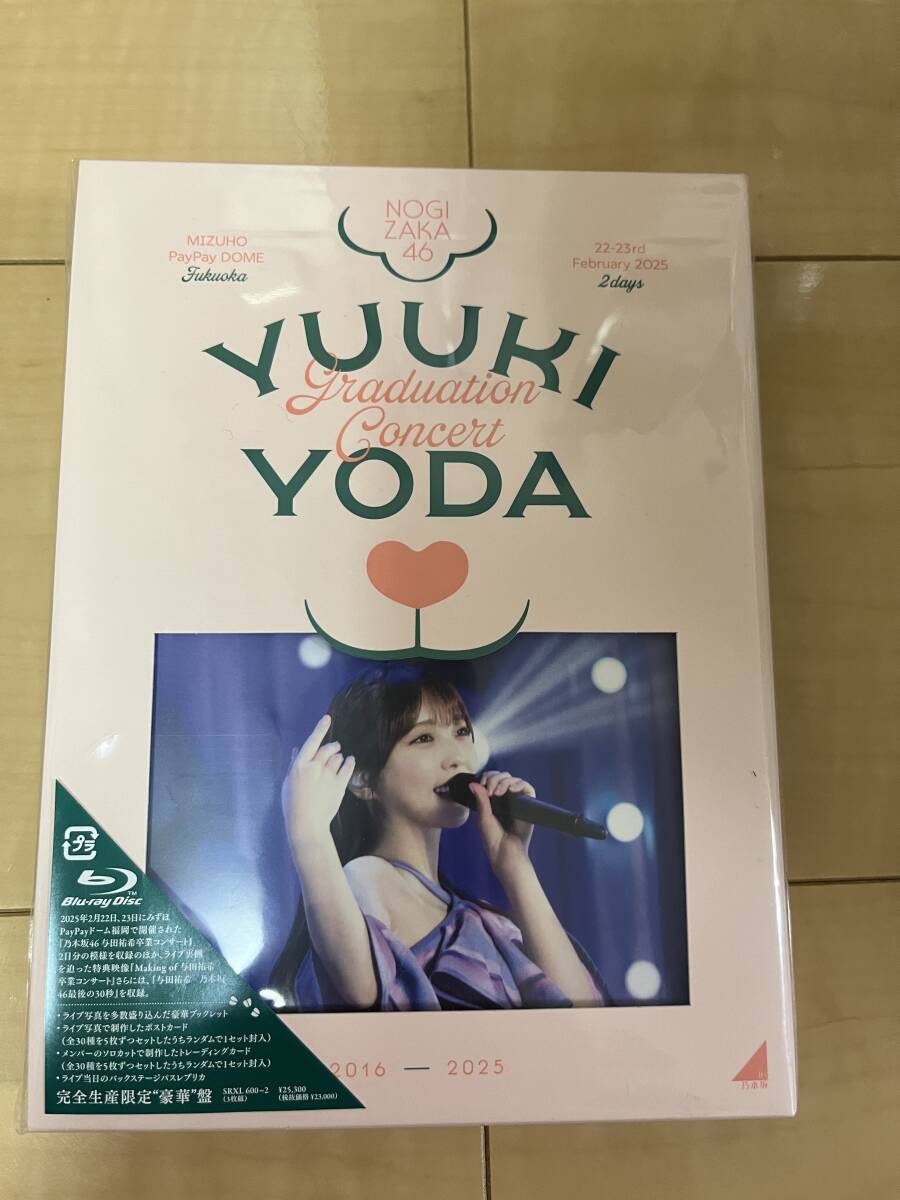 NOGI
ZAKA
46
MIZUHO
PayPay DOME
Fukuoka
22-23rd
February 2025
2days
YUUKI
Graduation
Concert
YODA
プラ
Blu-ray Disc™
2025年2月22日、23日にみずほ
PayPayドーム福岡で開催された
『乃木坂46 与田祐希卒業コンサート』
2日分の模様を収録のほか、ライブ裏側
を迫った特典映像「Making of 与田祐希
卒業コンサート」さらには、「与田祐希 乃木坂
46最後の30秒」を収録。
・ライブ写真を多数盛り込んだ豪華ブックレット
・ライブ写真で制作したポストカード
（全30種を5枚ずつセットしたうちランダムで1セット封入）
・メンバーのソロカットで制作したトレーディングカード
（全30種を5枚ずつセットしたうちランダムで1セット封入）
・ライブ当日のバックステージパスレプリカ
完全生産限定“豪華”盤 SRXL 600~2 ¥25,300
（3枚組） （税抜価格 ¥23,000）
2016 — 2025
乃木坂